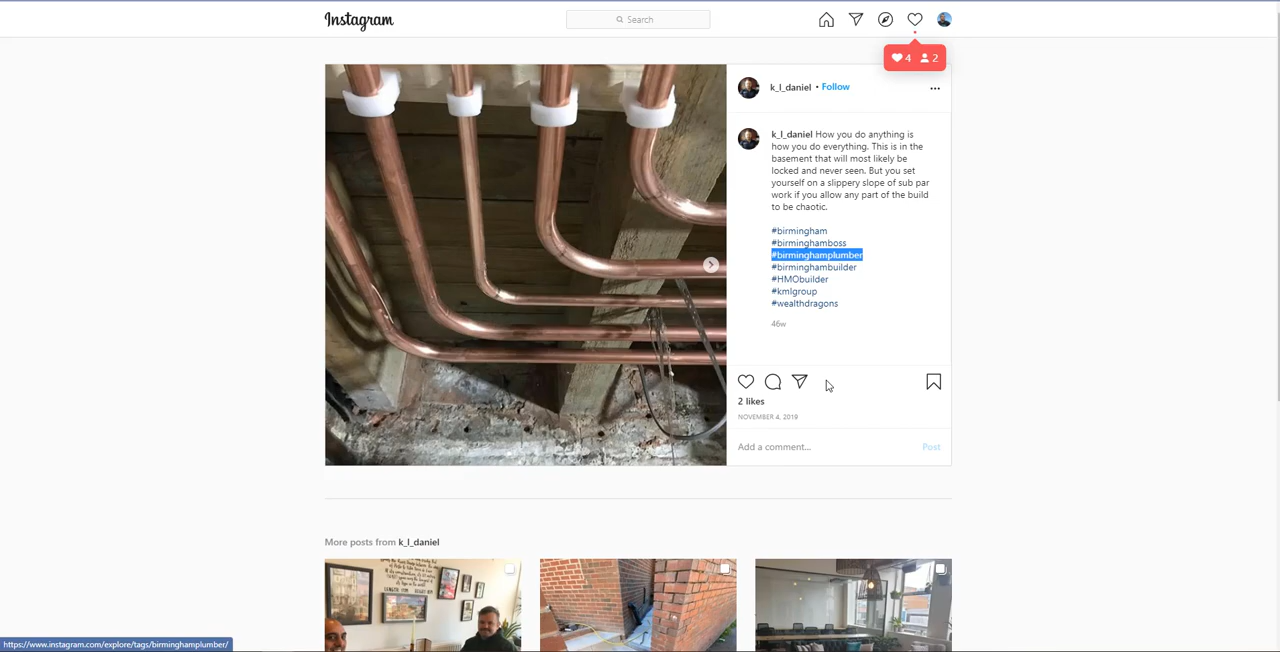 Instagram
Search
4 2
k_l_daniel • Follow
k_l_daniel How you do anything is
how you do everything. This is in the
basement that will most likely be
locked and never seen. But you set
yourself on a slippery slope of sub par
work if you allow any part of the build
to be chaotic.
#birmingham
#birminghamboss
#birminghamplumber
#birminghambuilder
#HMObuilder
#kmlgroup
#wealthdragons
46w
2 likes
NOVEMBER 4, 2019
Add a comment... Post
More posts from k_l_daniel
https://www.instagram.com/explore/tags/birminghamplumber/